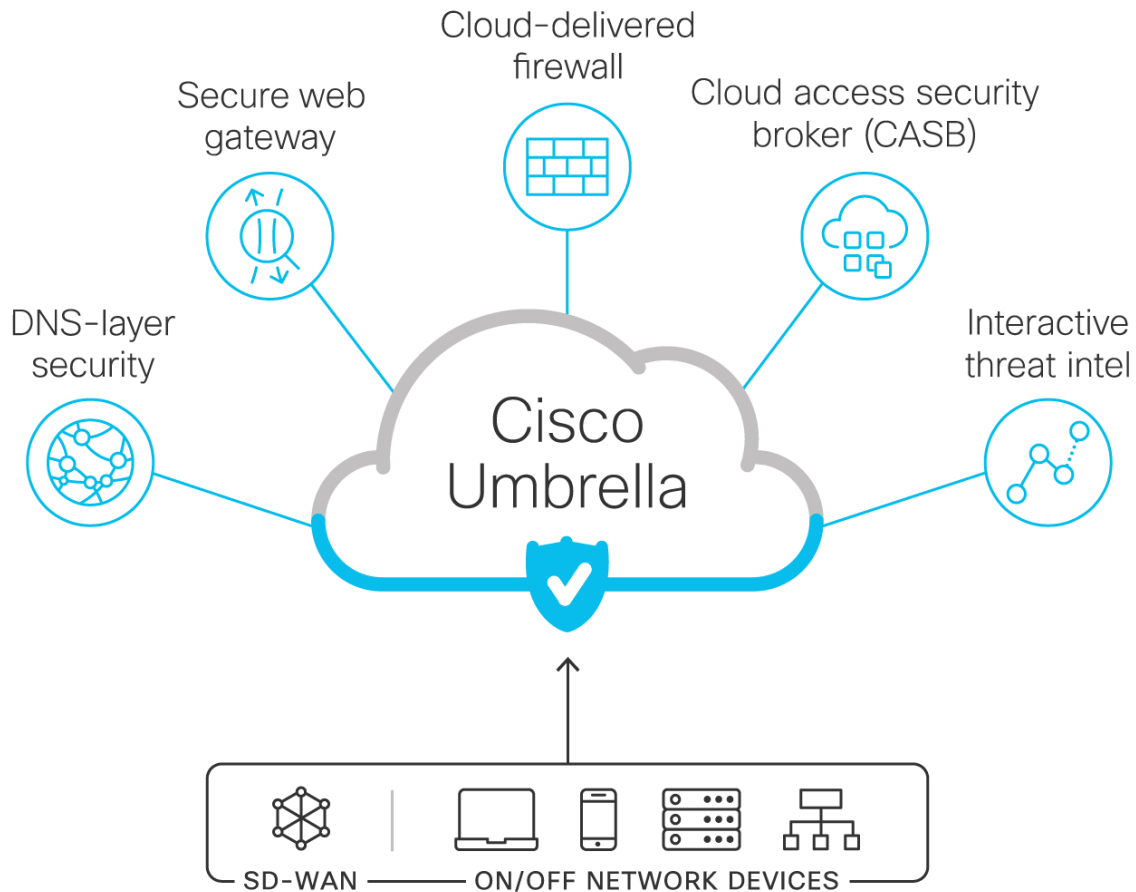 Cloud-delivered
firewall
Secure web
gateway
Cloud access security
broker (CASB)
DNS-layer
security
Interactive
threat intel
Cisco
Umbrella
SD-WAN
ON/OFF NETWORK DEVICES